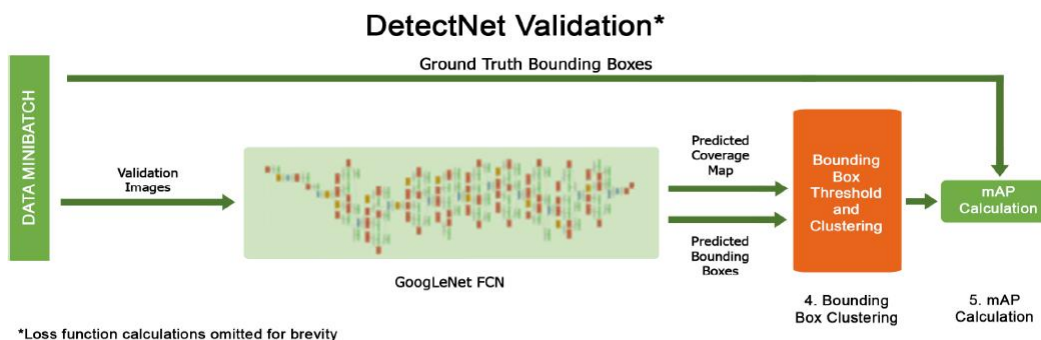 DetectNet Validation*
Ground Truth Bounding Boxes
DATA MINIBATCH
Validation
Images
GoogLeNet FCN
Predicted
Coverage
Map
Predicted
Bounding
Boxes
Bounding
Box
Threshold
and
Clustering
mAP
Calculation
4. Bounding
Box Clustering
5. mAP
Calculation
*Loss function calculations omitted for brevity